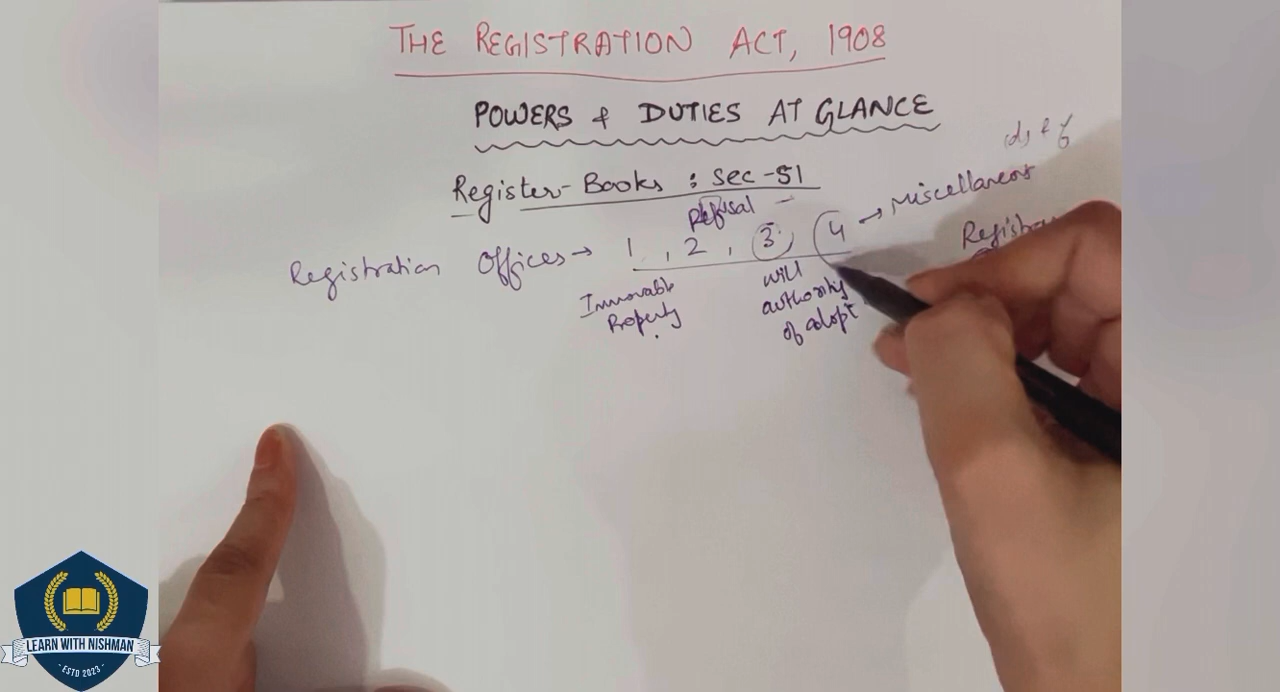 THE REGISTRATION ACT, 1908
POWERS & DUTIES AT GLANCE
Register-Books : Sec-51
Refusal
Miscellaneous
Registration Offices → 1, 2, 3, 4 →
Immovable
Property
will
authority
of adopt
LEARN WITH NISHMAN
- ESTD 2023 -